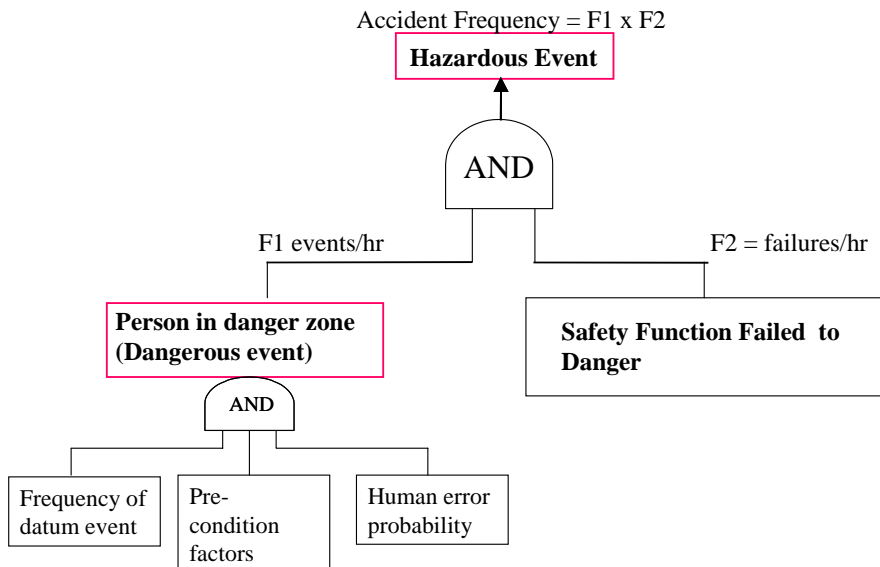 Accident Frequency = F1 x F2
Hazardous Event
AND
F1 events/hr
F2 = failures/hr
Person in danger zone
(Dangerous event)
Safety Function Failed to
Danger
AND
Frequency of
datum event
Pre-
condition
factors
Human error
probability